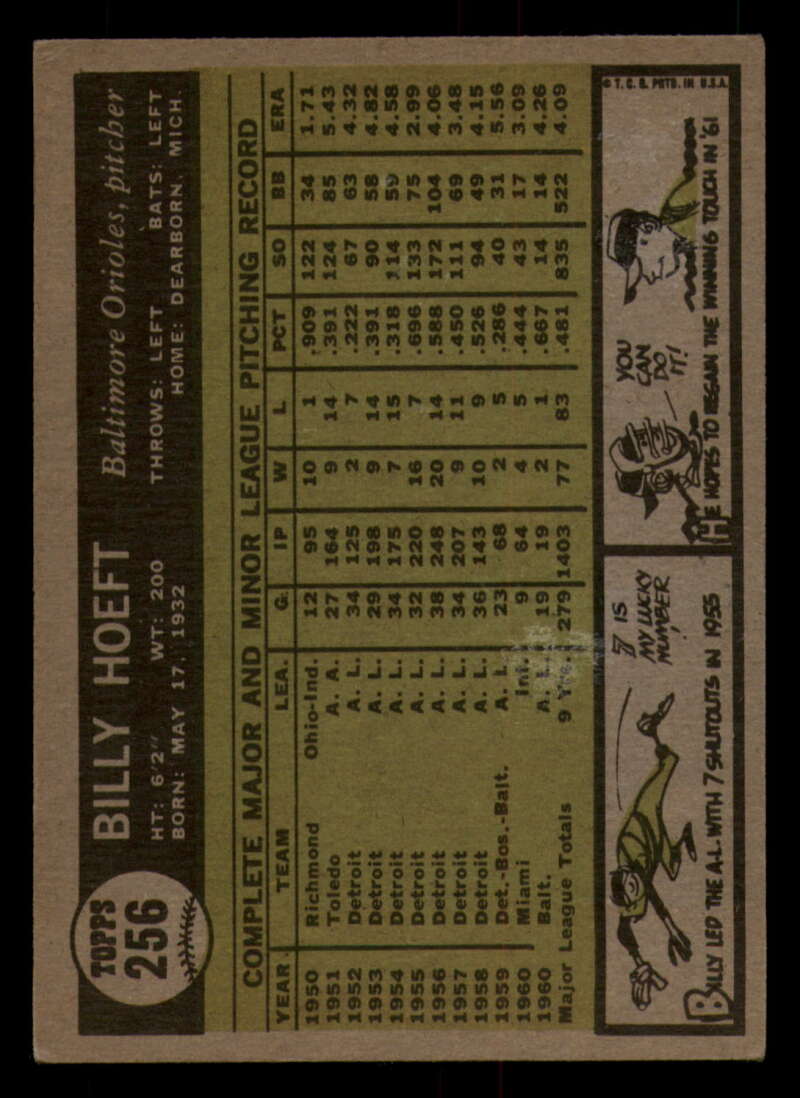 TOPPS
256
BILLY HOEFT Baltimore Orioles, pitcher
HT: 6'2" WT: 200 THROWS: LEFT BATS: LEFT
BORN: MAY 17, 1932 HOME: DEARBORN, MICH.
COMPLETE MAJOR AND MINOR LEAGUE PITCHING RECORD
YEAR TEAM LEA. G IP W L PCT SO BB ERA
1950 Richmond Ohio-Ind. 12 95 10 1 .909 122 34 1.71
1951 Toledo A. A. 27 164 9 14 .391 124 85 5.43
1952 Detroit A. L. 34 125 2 7 .222 67 63 4.32
1953 Detroit A. L. 29 198 9 14 .391 90 58 4.82
1954 Detroit A. L. 34 175 7 15 .318 114 59 4.58
1955 Detroit A. L. 32 220 16 7 .696 133 75 2.99
1956 Detroit A. L. 38 248 20 14 .588 172 104 4.06
1957 Detroit A. L. 34 207 9 11 .450 111 69 3.48
1958 Detroit A. L. 36 143 10 9 .526 94 49 4.15
1959 Det.-Bos.-Balt. A. L. 23 68 2 5 .286 40 31 5.56
1960 Miami Int. 9 64 4 5 .444 43 17 3.09
1960 Balt. A. L. 19 19 2 1 .667 14 14 4.26
Major League Totals 9 Yrs. 279 1403 77 83 .481 835 522 4.09
7 IS
MY LUCKY
NUMBER
BILLY LED THE A.L. WITH 7 SHUTOUTS IN 1955
YOU
CAN
DO
IT!
HE HOPES TO REGAIN THE WINNING TOUCH IN '61
© T. C. G. PRTD. IN U.S.A.